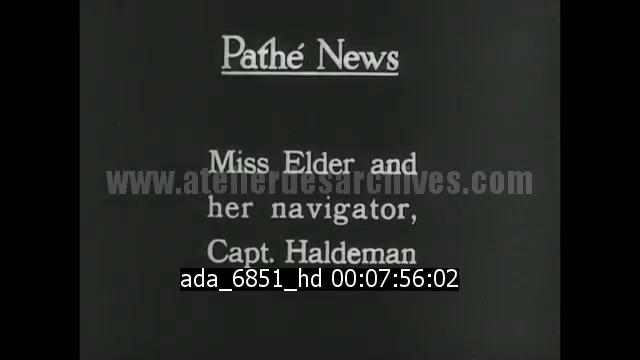 Pathé News
Miss Elder and
www.atelierdesarchives.com
her navigator,
Capt. Haldeman
ada_6851_hd 00:07:56:02